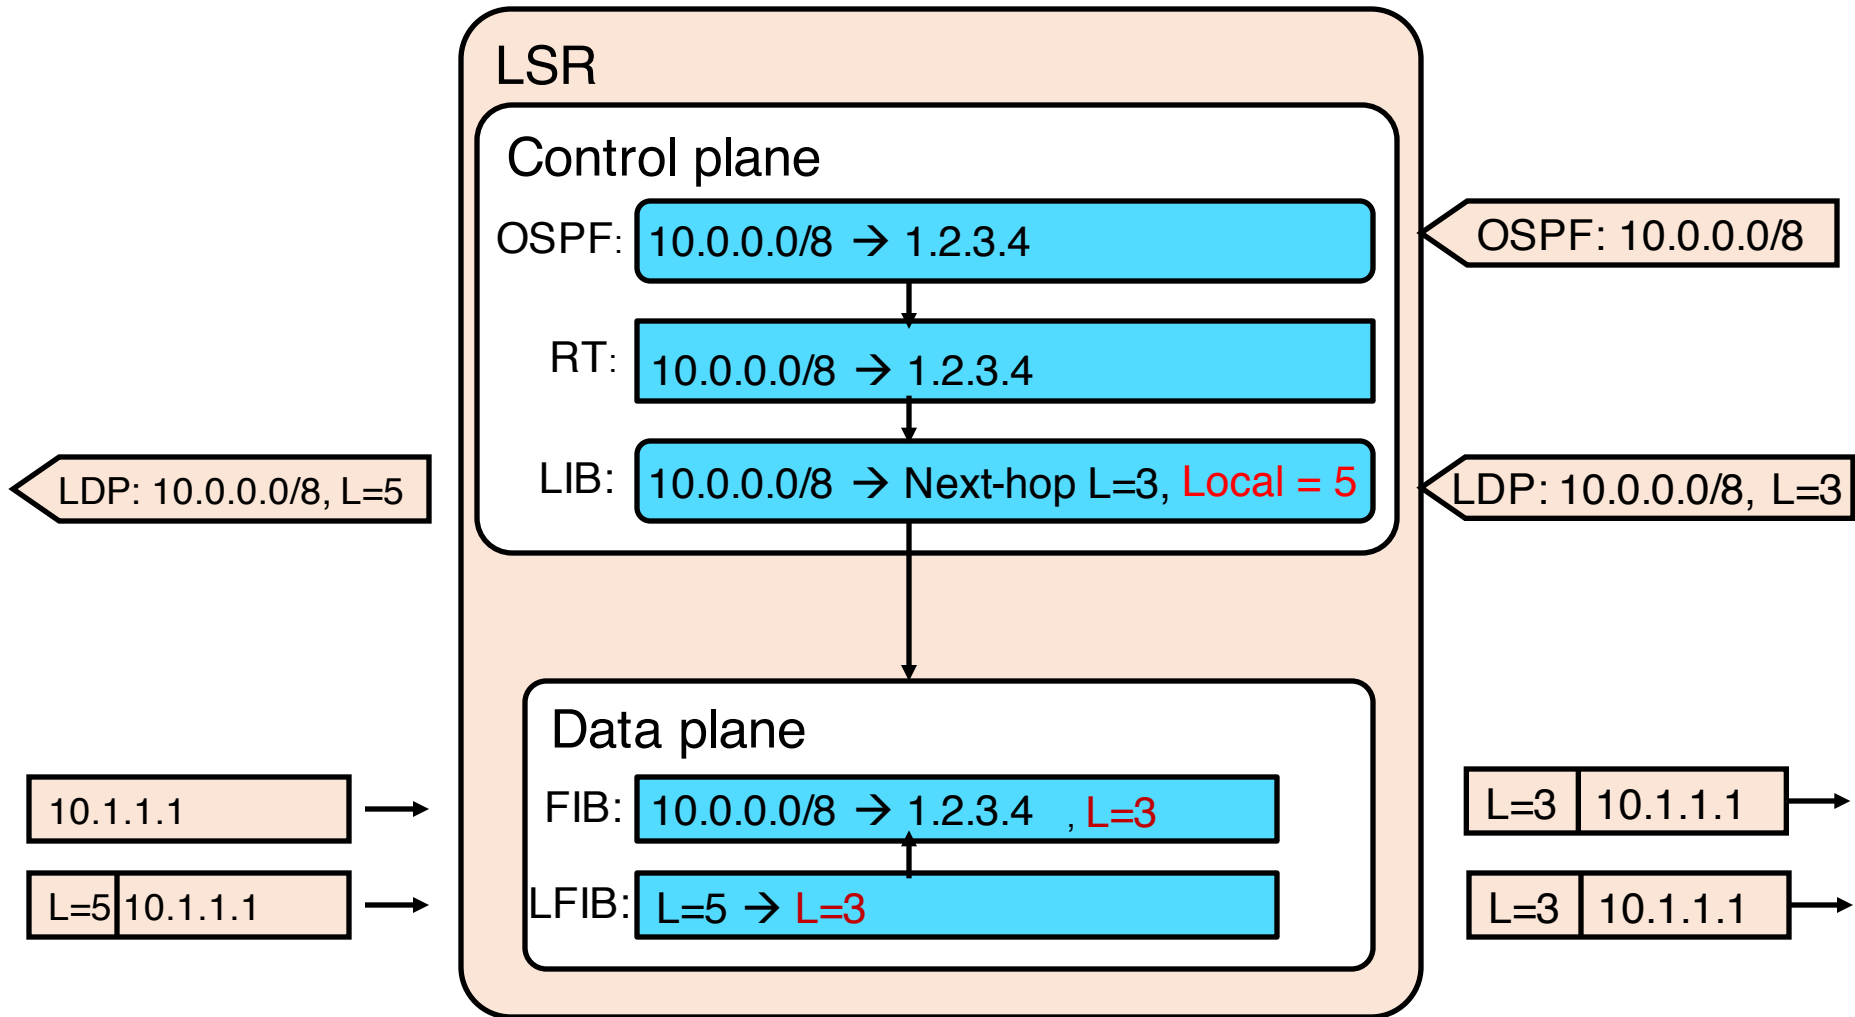 LSR
Control plane
OSPF: 10.0.0.0/8 → 1.2.3.4
OSPF: 10.0.0.0/8
RT: 10.0.0.0/8 → 1.2.3.4
LDP: 10.0.0.0/8, L=5
LIB: 10.0.0.0/8 → Next-hop L=3, Local = 5
LDP: 10.0.0.0/8, L=3
Data plane
10.1.1.1
FIB: 10.0.0.0/8 → 1.2.3.4 , L=3
L=3 10.1.1.1
L=5 10.1.1.1
LFIB: L=5 → L=3
L=3 10.1.1.1